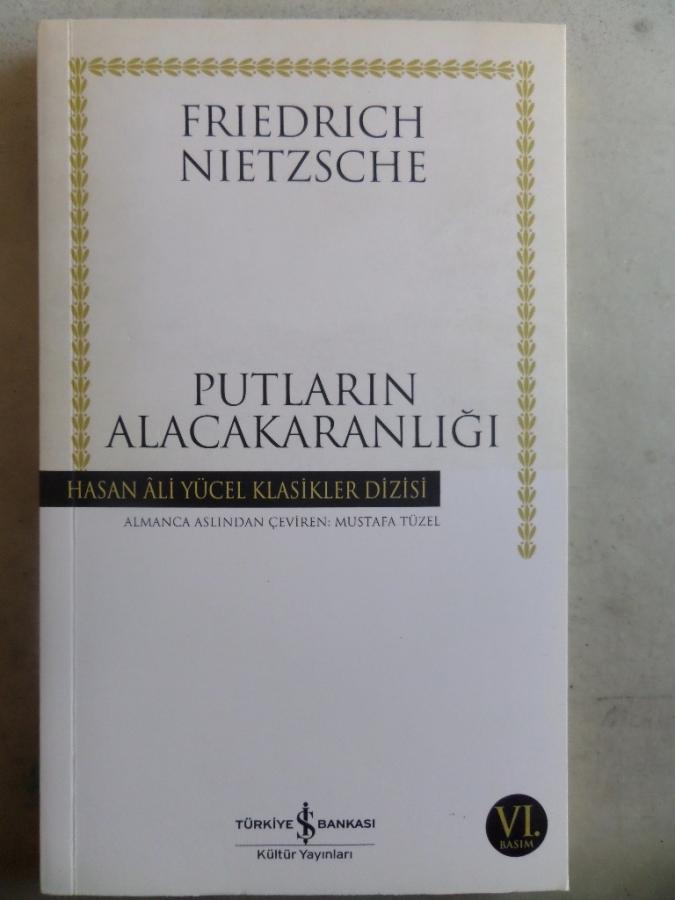 FRIEDRICH
NIETZSCHE
PUTLARIN
ALACAKARANLIĞI
HASAN ÂLİ YÜCEL KLASİKLER DİZİSİ
ALMANCA ASLINDAN ÇEVİREN: MUSTAFA TÜZEL
TÜRKİYE İŞ BANKASI
Kültür Yayınları
VI.
BASIM